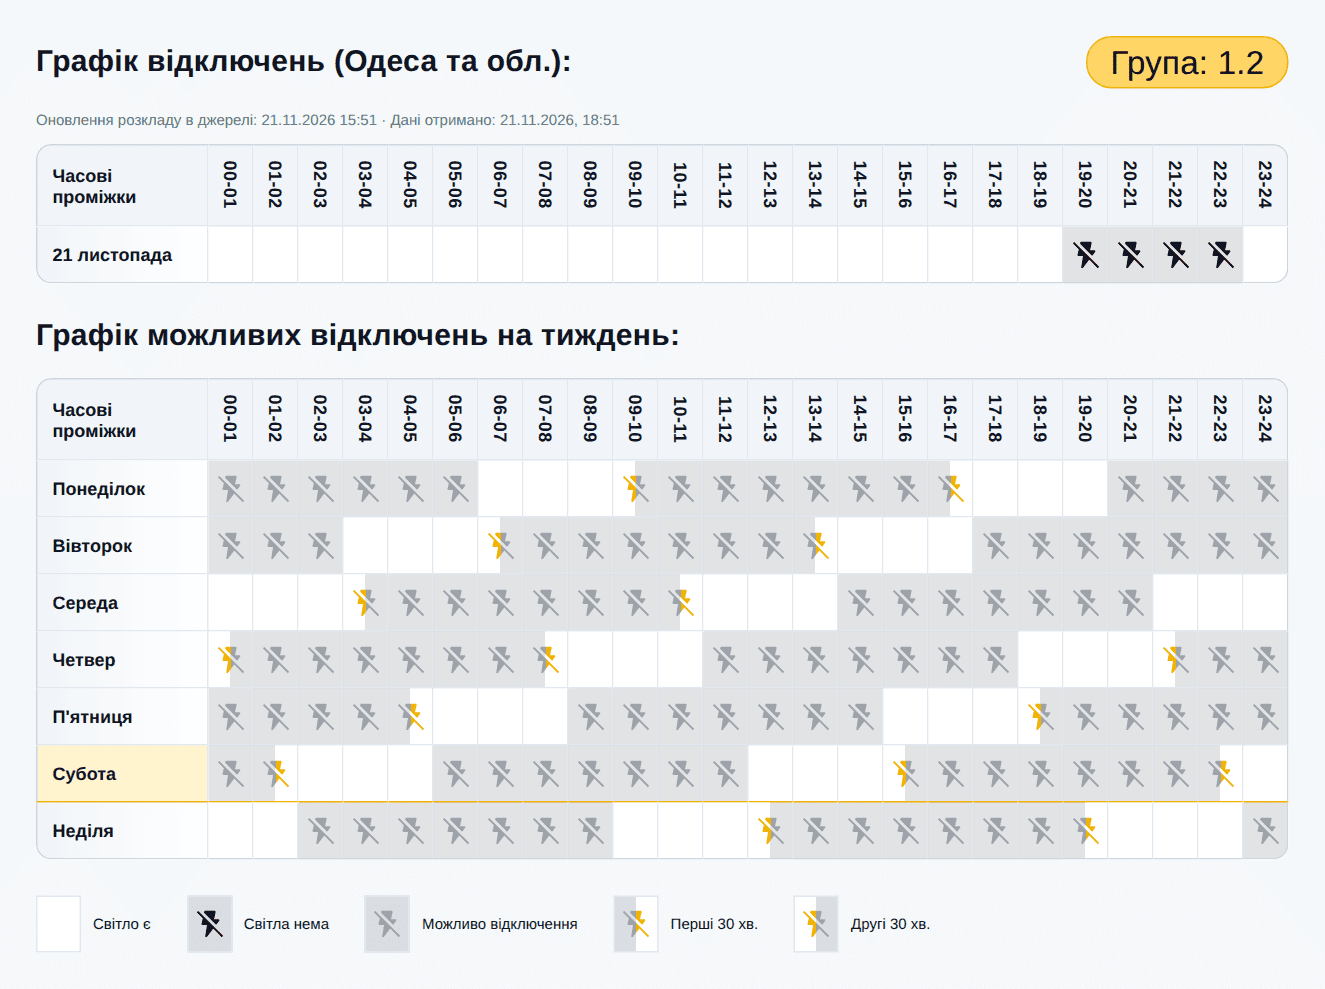 Графік відключень (Одеса та обл.):
Група: 1.2
Оновлення розкладу в джерелі: 21.11.2026 15:51 · Дані отримано: 21.11.2026, 18:51
Часові проміжки 00-01 01-02 02-03 03-04 04-05 05-06 06-07 07-08 08-09 09-10 10-11 11-12 12-13 13-14 14-15 15-16 16-17 17-18 18-19 19-20 20-21 21-22 22-23 23-24
21 листопада
Графік можливих відключень на тиждень:
Часові проміжки 00-01 01-02 02-03 03-04 04-05 05-06 06-07 07-08 08-09 09-10 10-11 11-12 12-13 13-14 14-15 15-16 16-17 17-18 18-19 19-20 20-21 21-22 22-23 23-24
Понеділок
Вівторок
Середа
Четвер
П'ятниця
Субота
Неділя
Світло є Світла нема Можливо відключення Перші 30 хв. Другі 30 хв.